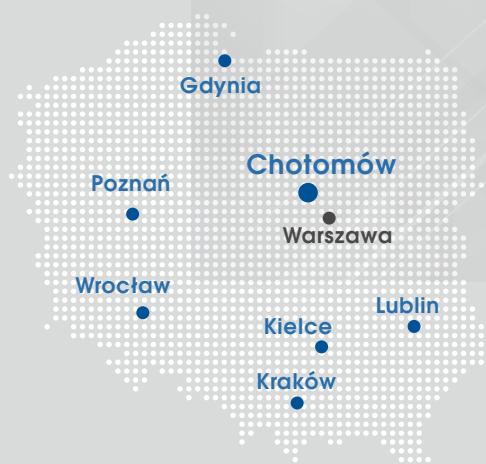 Gdynia
Chotomów
Poznań
Warszawa
Wrocław
Lublin
Kielce
Kraków